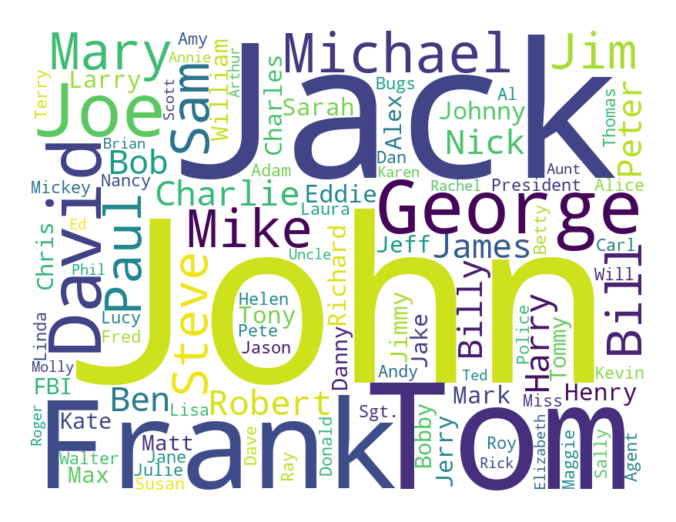 Jack
John
Frank
Tom
George
David
Michael
Mary
Joe
Jim
Sam
Mike
Bill
Paul
Steve
Peter
Nick
Bob
Charlie
James
Billy
Harry
Robert
Ben
William
Larry
Terry
Amy
Annie
Arthur
Scott
Charles
Sarah
Bugs
Alex
Al
Johnny
Thomas
Brian
Mickey
Nancy
Adam
Dan
Karen
Rachel
Aunt
President
Alice
Eddie
Laura
Chris
Ed
Phil
Lucy
Fred
Linda
Molly
Uncle
Richard
Jeff
Betty
Carl
Will
Helen
Tony
Pete
Jason
Danny
Jimmy
Jake
Andy
Ted
Police
Tommy
Kevin
FBI
Kate
Lisa
Sgt.
Mark
Miss
Henry
Roger
Walter
Max
Matt
Jane
Julie
Susan
Dave
Ray
Donald
Bobby
Jerry
Roy
Rick
Elizabeth
Maggie
Sally
Agent